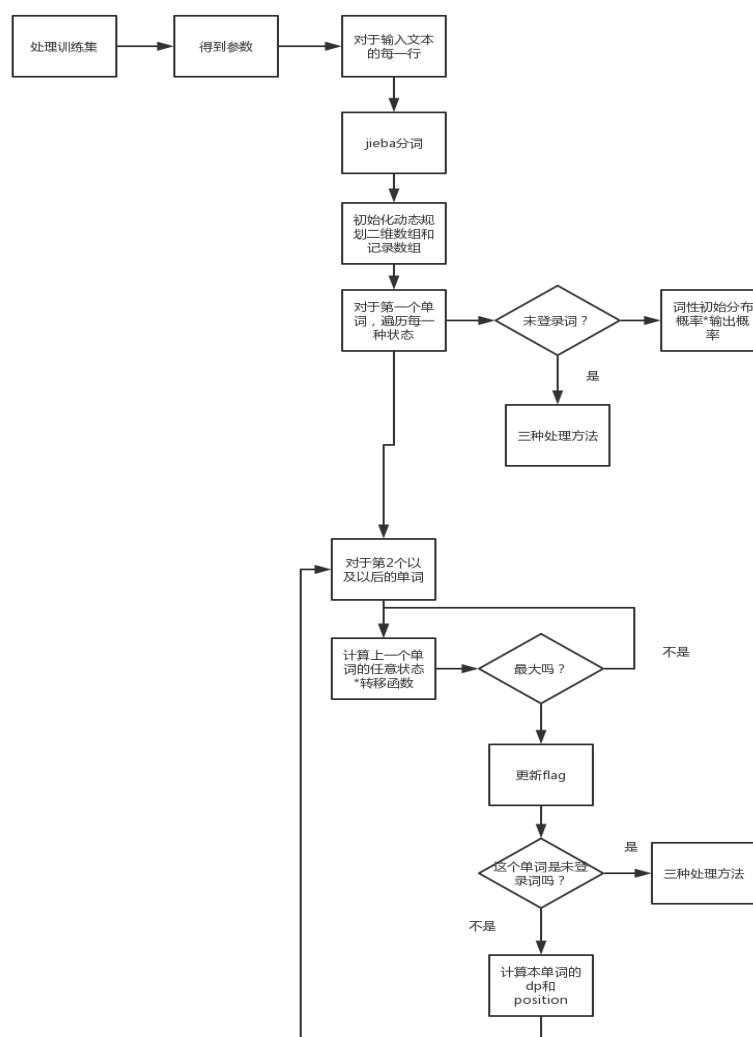 处理训练集
得到参数
对于输入文本
的每一行
jieba分词
初始化动态规
划二维数组和
记录数组
对于第一个单
词，遍历每一
种状态
未登录词？
词性初始分布
概率*输出概
率
是
三种处理方法
对于第2个以
及以后的单词
计算上一个单
词的任意状态
*转移函数
最大吗？
不是
更新flag
这个单词是未登
录词吗？
是
三种处理方法
不是
计算本单词的
dp和
position